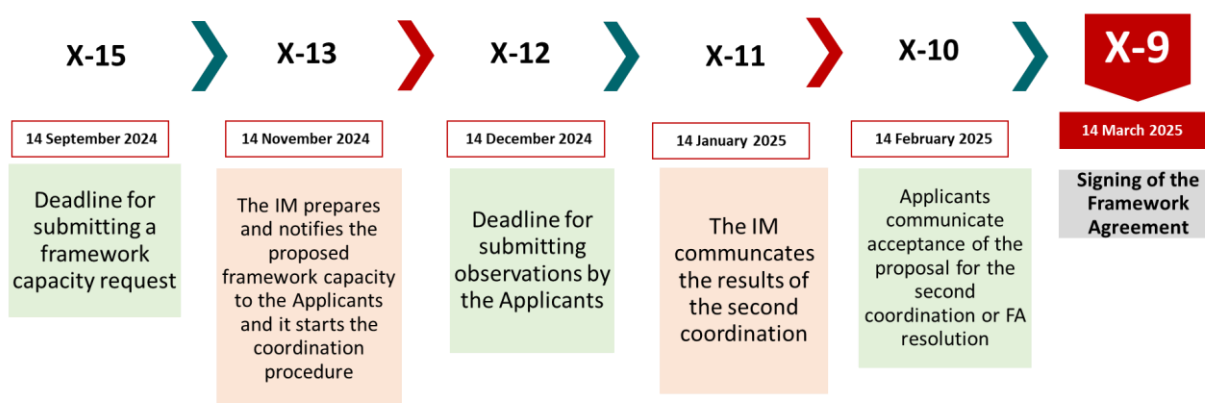 X-15
X-13
X-12
X-11
X-10
X-9
14 September 2024
14 November 2024
14 December 2024
14 January 2025
14 February 2025
14 March 2025
Deadline for
submitting a
framework
capacity request
The IM prepares
and notifies the
proposed
framework capacity
to the Applicants
and it starts the
coordination
procedure
Deadline for
submitting
observations by
the Applicants
The IM
communcates
the results of
the second
coordination
Applicants
communicate
acceptance of the
proposal for the
second
coordination or FA
resolution
Signing of the
Framework
Agreement